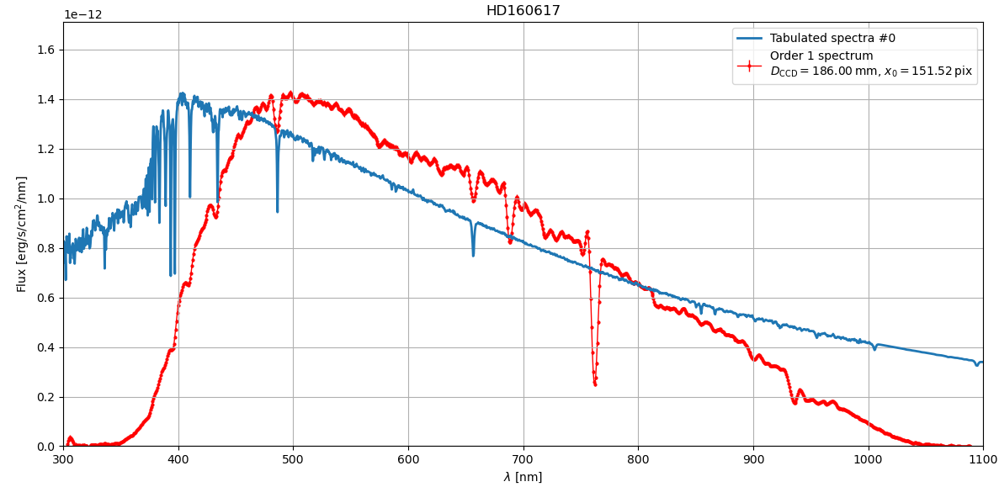 HD160617
1e−12
Tabulated spectra #0
Order 1 spectrum
D_CCD = 186.00 mm, x_0 = 151.52 pix
Flux [erg/s/cm²/nm]
1.6
1.4
1.2
1.0
0.8
0.6
0.4
0.2
0.0
300 400 500 600 700 800 900 1000 1100
λ [nm]